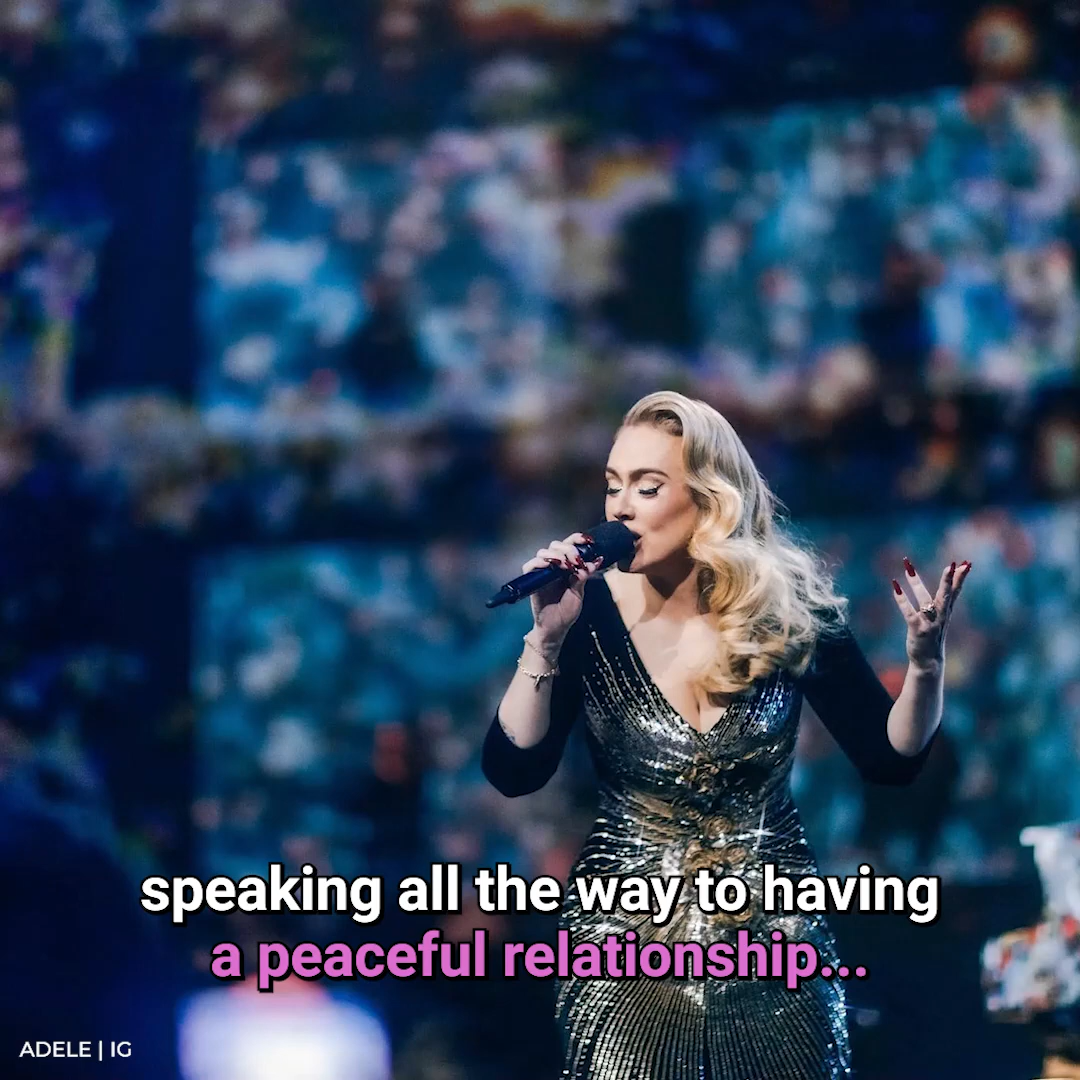 speaking all the way to having
a peaceful relationship...
ADELE | IG